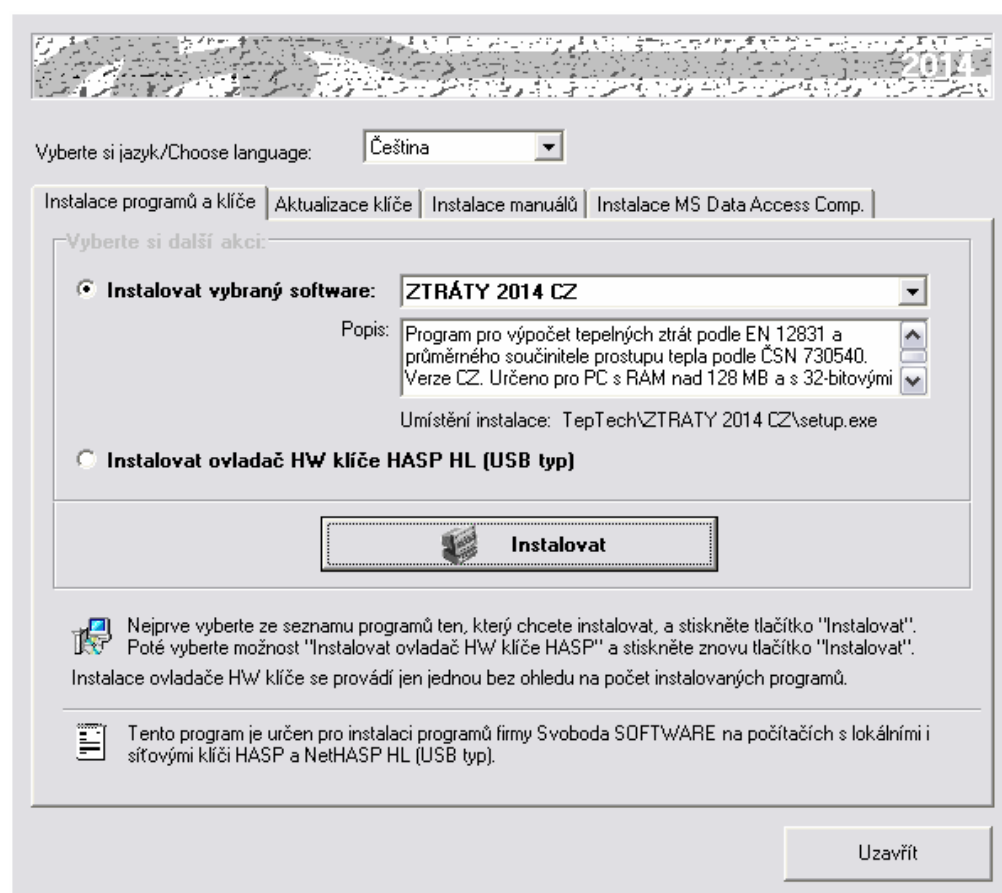 2014
Vyberte si jazyk/Choose language: Čeština
Instalace programů a klíče Aktualizace klíče Instalace manuálů Instalace MS Data Access Comp.
Vyberte si další akci:
Instalovat vybraný software: ZTRÁTY 2014 CZ
Popis: Program pro výpočet tepelných ztrát podle EN 12831 a
průměrného součinitele prostupu tepla podle ČSN 730540.
Verze CZ. Určeno pro PC s RAM nad 128 MB a s 32-bitovými
Umístění instalace: TepTech\ZTRATY 2014 CZ\setup.exe
Instalovat ovladač HW klíče HASP HL (USB typ)
Instalovat
Nejprve vyberte ze seznamu programů ten, který chcete instalovat, a stiskněte tlačítko "Instalovat".
Poté vyberte možnost "Instalovat ovladač HW klíče HASP" a stiskněte znovu tlačítko "Instalovat".
Instalace ovladače HW klíče se provádí jen jednou bez ohledu na počet instalovaných programů.
Tento program je určen pro instalaci programů firmy Svoboda SOFTWARE na počítačích s lokálními i
síťovými klíči HASP a NetHASP HL (USB typ).
Uzavřít